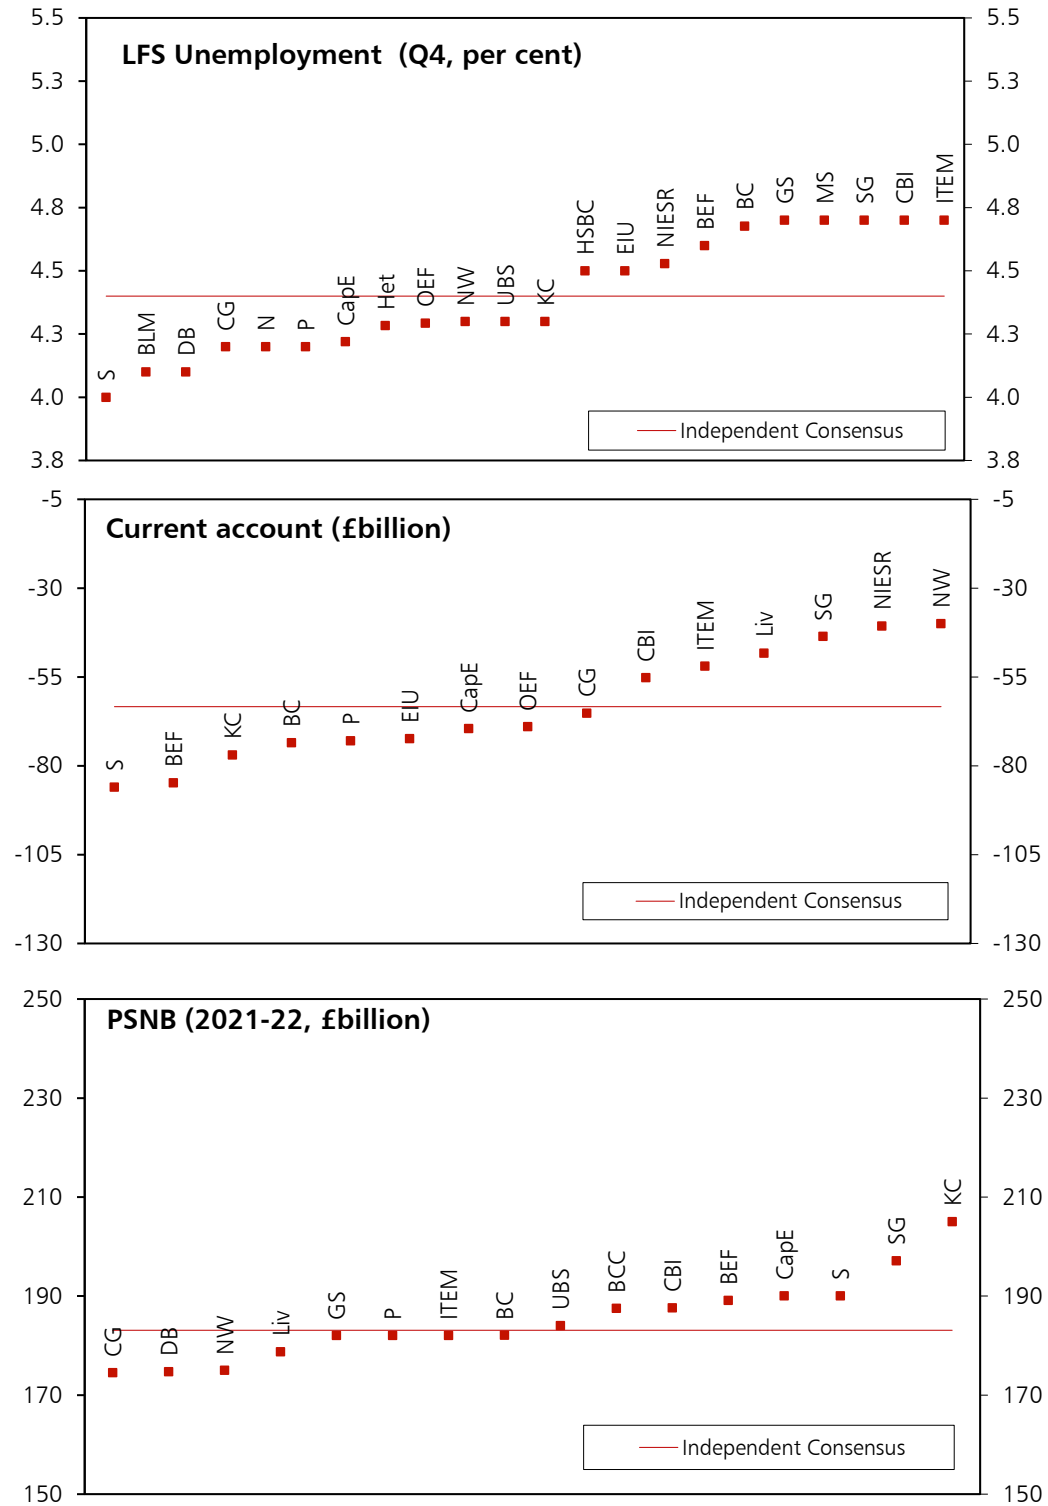 LFS Unemployment (Q4, per cent)
5.5
5.3
5.0
4.8
4.5
4.3
4.0
3.8
S
BLM
DB
CG
N
P
CapE
Het
OEF
NW
UBS
KC
HSBC
EIU
NIESR
BEF
BC
GS
MS
SG
CBI
ITEM
5.5
5.3
5.0
4.8
4.5
4.3
4.0
3.8
Independent Consensus
Current account (£billion)
-5
-30
-55
-80
-105
-130
S
BEF
KC
BC
P
EIU
CapE
OEF
CG
CBI
ITEM
Liv
SG
NIESR
NW
-5
-30
-55
-80
-105
-130
Independent Consensus
PSNB (2021-22, £billion)
250
230
210
190
170
150
CG
DB
NW
Liv
GS
P
ITEM
BC
UBS
BCC
CBI
BEF
CapE
S
SG
KC
250
230
210
190
170
150
Independent Consensus